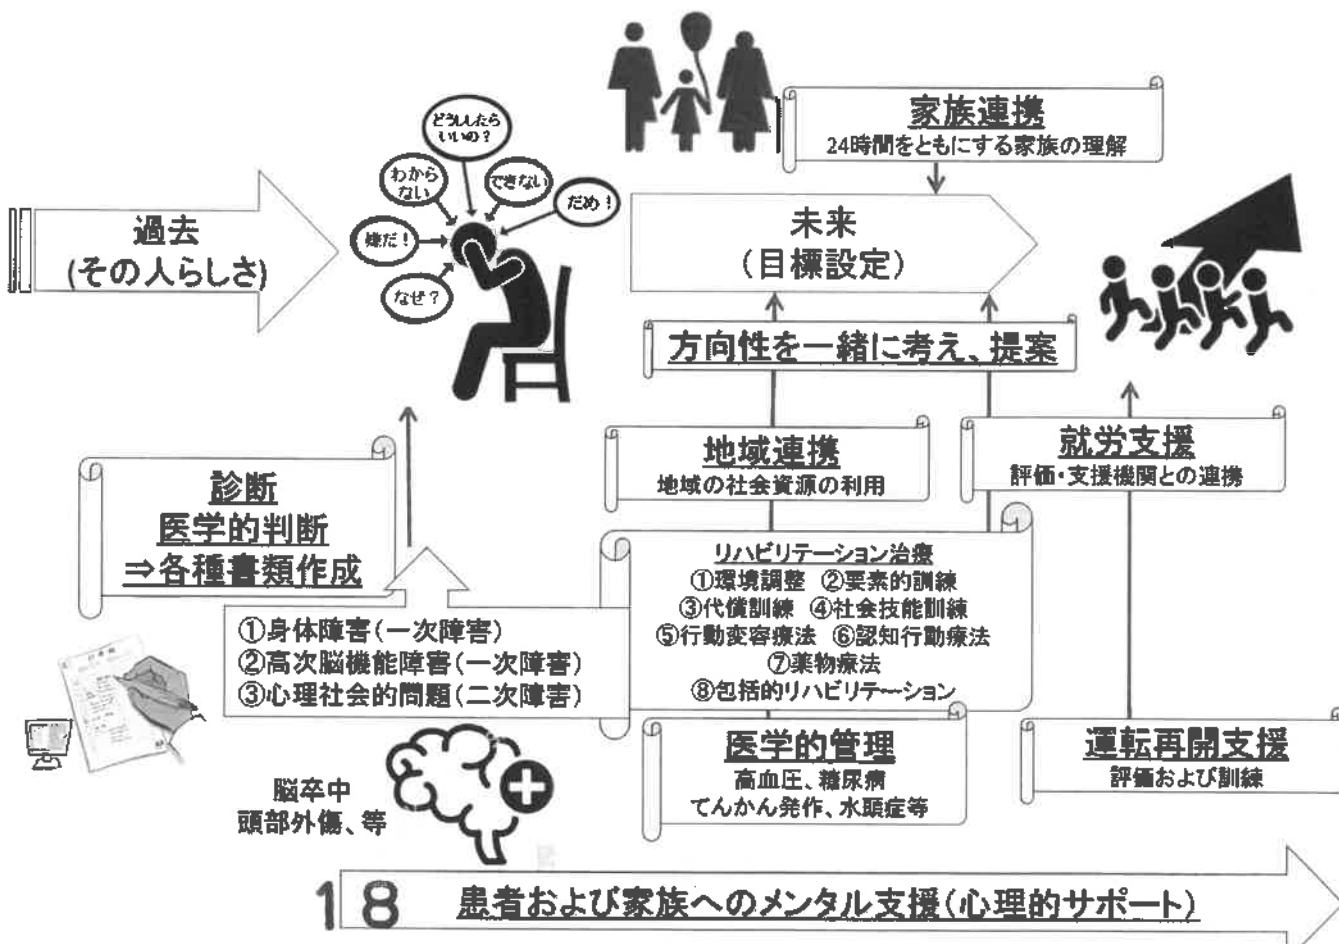 家族連携
24時間をともにする家族の理解
どうしたら
いいの？
わから
ない
できない
だめ！
嫌だ！
なぜ？
過去
(その人らしさ)
未来
(目標設定)
方向性を一緒に考え、提案
地域連携
地域の社会資源の利用
就労支援
評価・支援機関との連携
診断
医学的判断
⇒各種書類作成
リハビリテーション治療
①環境調整 ②要素的訓練
③代償訓練 ④社会技能訓練
⑤行動変容療法 ⑥認知行動療法
⑦薬物療法
⑧包括的リハビリテーション
①身体障害(一次障害)
②高次脳機能障害(一次障害)
③心理社会的問題(二次障害)
医学的管理
高血圧、糖尿病
てんかん発作、水頭症等
運転再開支援
評価および訓練
脳卒中
頭部外傷、等
18
患者および家族へのメンタル支援(心理的サポート)